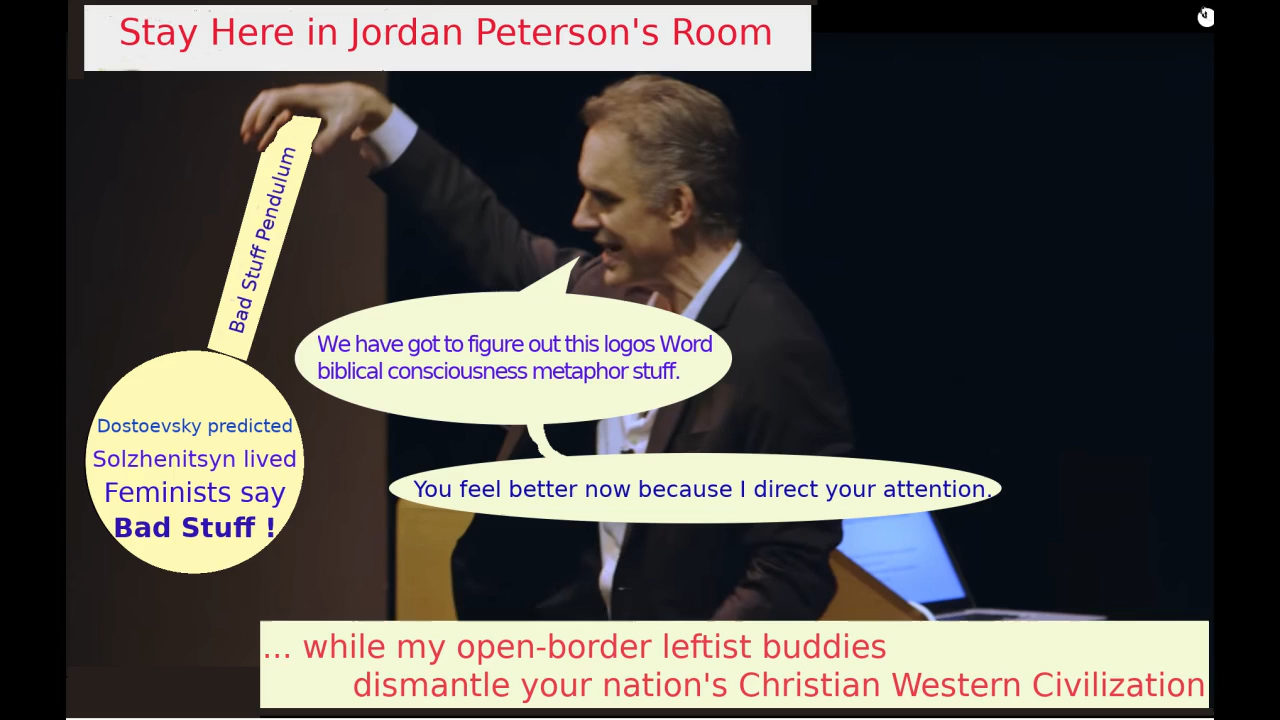 Stay Here in Jordan Peterson's Room
Bad Stuff Pendulum
We have got to figure out this logos Word
biblical consciousness metaphor stuff.
Dostoevsky predicted
Solzhenitsyn lived
Feminists say
Bad Stuff !
You feel better now because I direct your attention.
... while my open-border leftist buddies
dismantle your nation's Christian Western Civilization